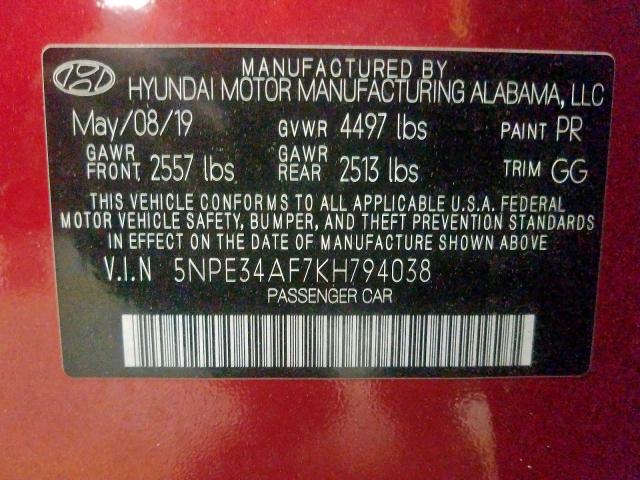 MANUFACTURED BY
HYUNDAI MOTOR MANUFACTURING ALABAMA, LLC
May/08/19 GVWR 4497 lbs PAINT PR
GAWR FRONT 2557 lbs GAWR REAR 2513 lbs TRIM GG
THIS VEHICLE CONFORMS TO ALL APPLICABLE U.S.A. FEDERAL
MOTOR VEHICLE SAFETY, BUMPER, AND THEFT PREVENTION STANDARDS
IN EFFECT ON THE DATE OF MANUFACTURE SHOWN ABOVE.
V.I.N 5NPE34AF7KH794038
PASSENGER CAR